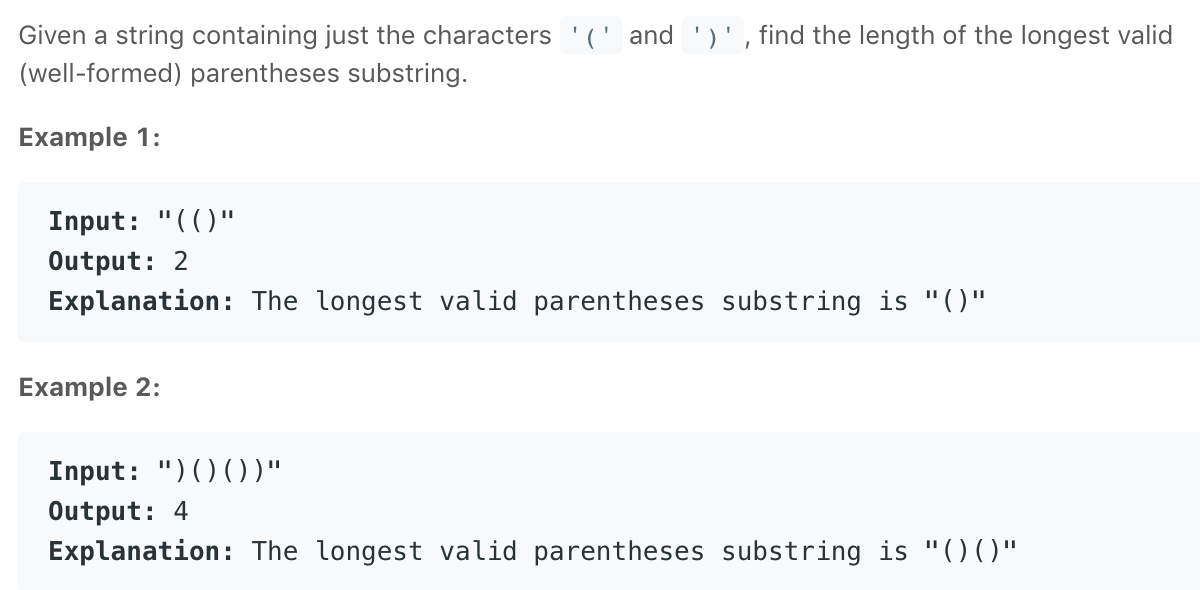 Given a string containing just the characters '(' and ')', find the length of the longest valid
(well-formed) parentheses substring.
Example 1:
Input: "(()"
Output: 2
Explanation: The longest valid parentheses substring is "()"
Example 2:
Input: ")()())"
Output: 4
Explanation: The longest valid parentheses substring is "()()"